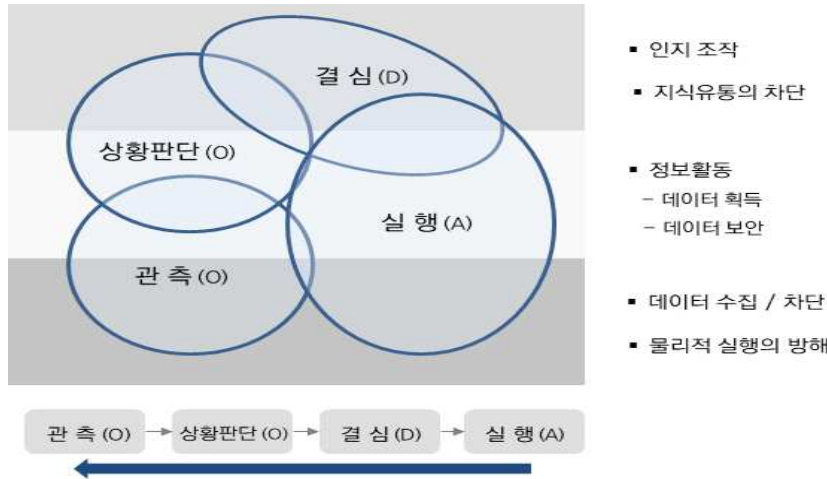 결 심 (D)
상황판단 (O)
실 행 (A)
관 측 (O)
▪ 인지 조작
▪ 지식유통의 차단
▪ 정보활동
– 데이터 획득
– 데이터 보안
▪ 데이터 수집 / 차단
▪ 물리적 실행의 방해
관 측 (O)
상황판단 (O)
결 심 (D)
실 행 (A)